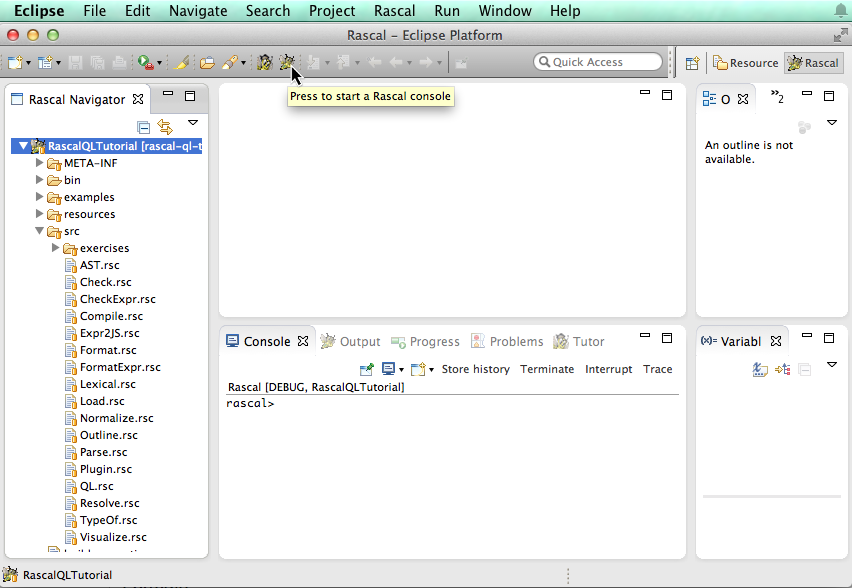 Eclipse File Edit Navigate Search Project Rascal Run Window Help
Rascal - Eclipse Platform
Quick Access
Resource
Rascal
Press to start a Rascal console
Rascal Navigator
RascalQLTutorial [rascal-ql-t
META-INF
bin
examples
resources
src
exercises
AST.rsc
Check.rsc
CheckExpr.rsc
Compile.rsc
Expr2JS.rsc
Format.rsc
FormatExpr.rsc
Lexical.rsc
Load.rsc
Normalize.rsc
Outline.rsc
Parse.rsc
Plugin.rsc
QL.rsc
Resolve.rsc
TypeOf.rsc
Visualize.rsc
O
»2
An outline is not
available.
Console Output Progress Problems Tutor
Store history Terminate Interrupt Trace
Rascal [DEBUG, RascalQLTutorial]
rascal>
(x)= Variabl
RascalQLTutorial